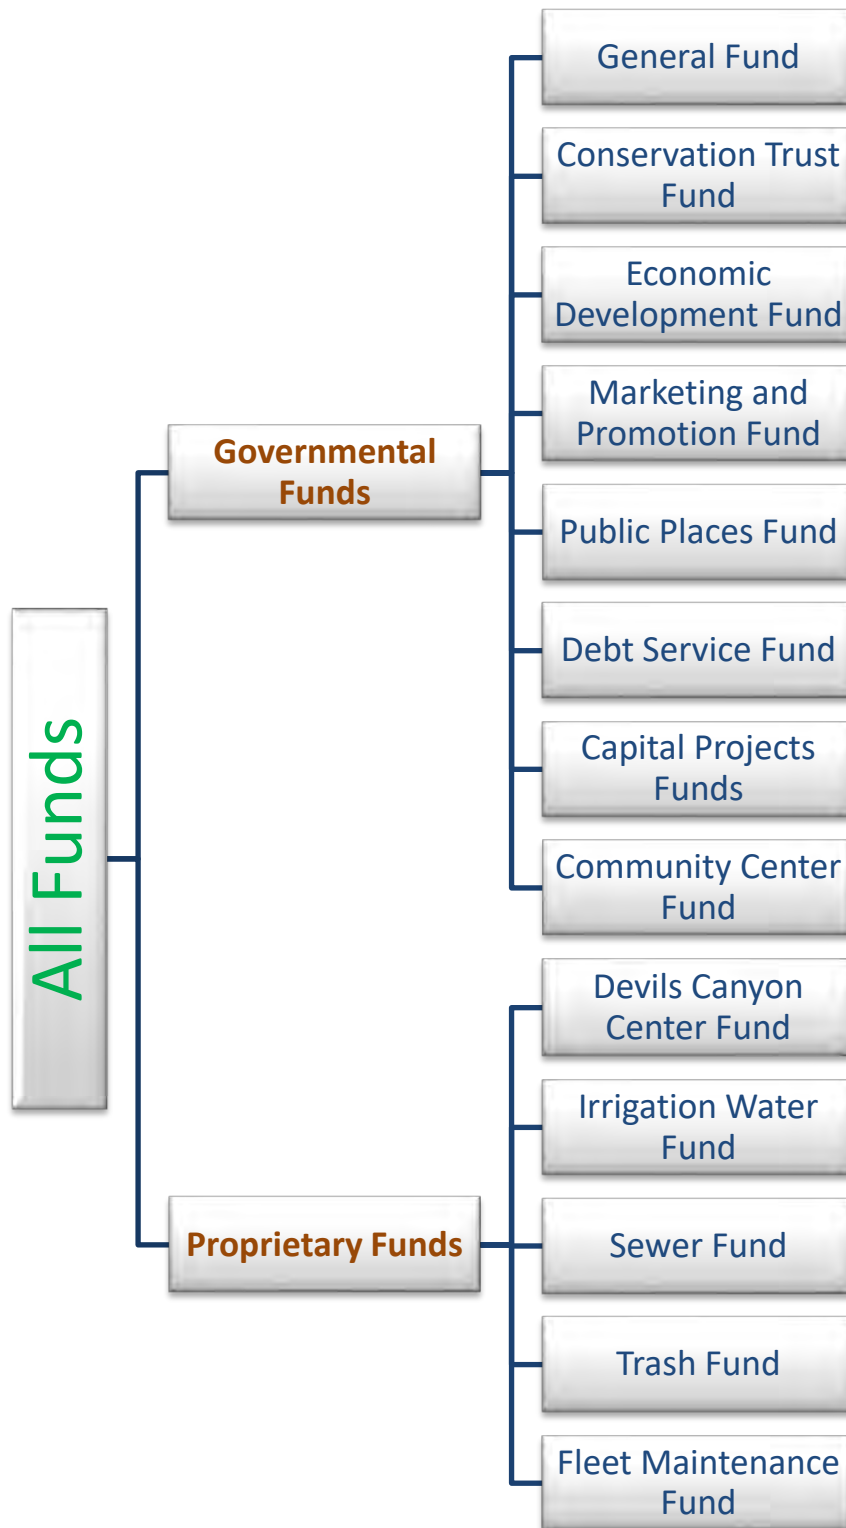 All Funds
Governmental
Funds
General Fund
Conservation Trust
Fund
Economic
Development Fund
Marketing and
Promotion Fund
Public Places Fund
Debt Service Fund
Capital Projects
Funds
Community Center
Fund
Proprietary Funds
Devils Canyon
Center Fund
Irrigation Water
Fund
Sewer Fund
Trash Fund
Fleet Maintenance
Fund